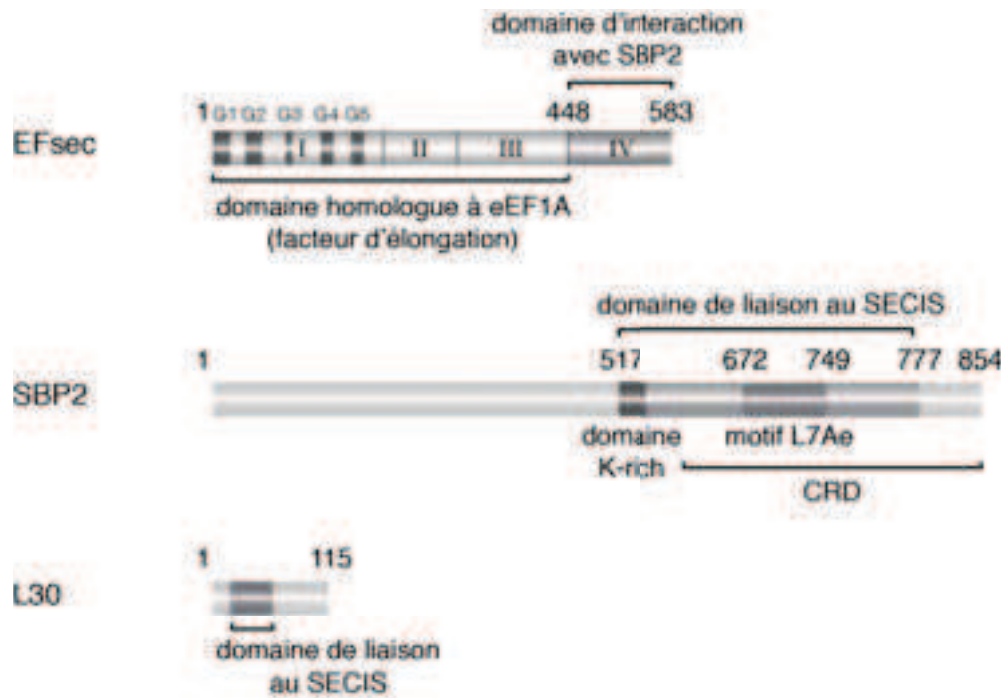 domaine d'interaction
avec SBP2
1 G1 G2 G3 G4 G5 448 583
EFsec
I II III IV
domaine homologue à eEF1A
(facteur d'élongation)
domaine de liaison au SECIS
1 517 672 749 777 854
SBP2
domaine motif L7Ae
K-rich
CRD
1 115
L30
domaine de liaison
au SECIS